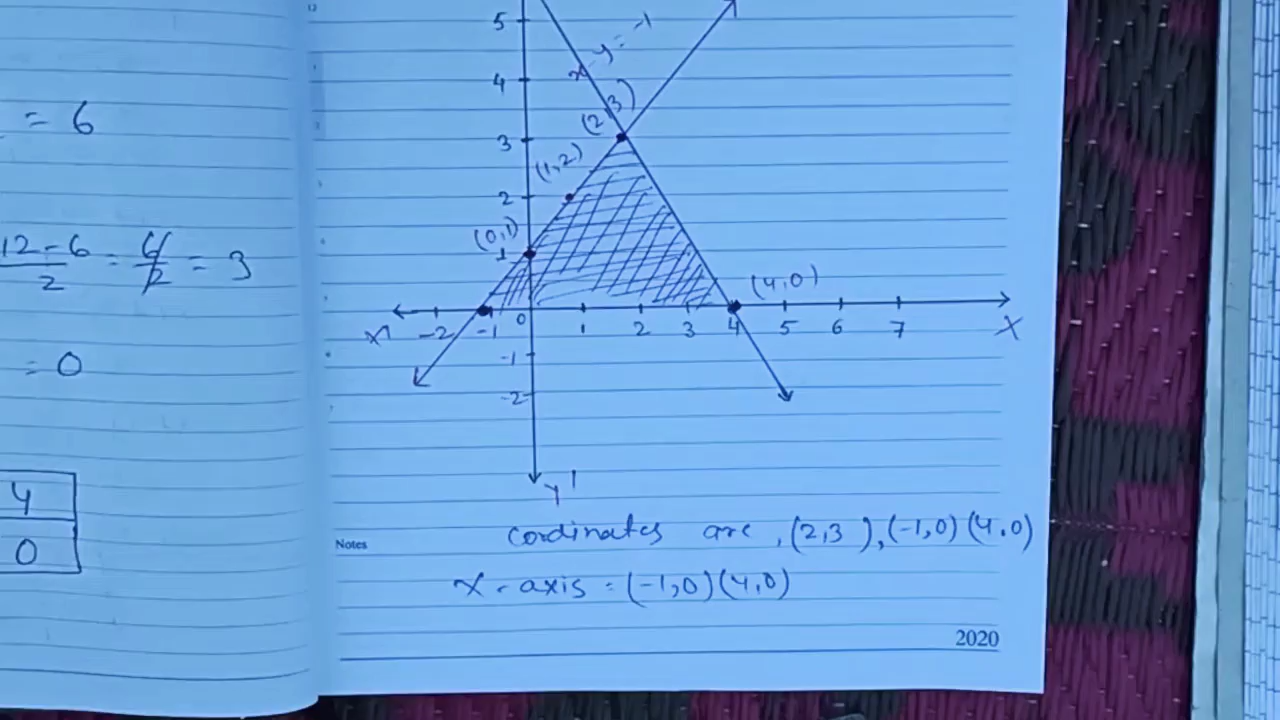 = 6
12-6/2 = 6/2 = 3
= 0
4
0
5
x-y=-1
4
(2,3)
3
(1,2)
2
(0,1)
1
(4,0)
-2 -1 0 1 2 3 4 5 6 7
X' X
-1
-2
Y'
Notes
cordinates are, (2,3), (-1,0) (4,0)
x-axis = (-1,0) (4,0)
2020